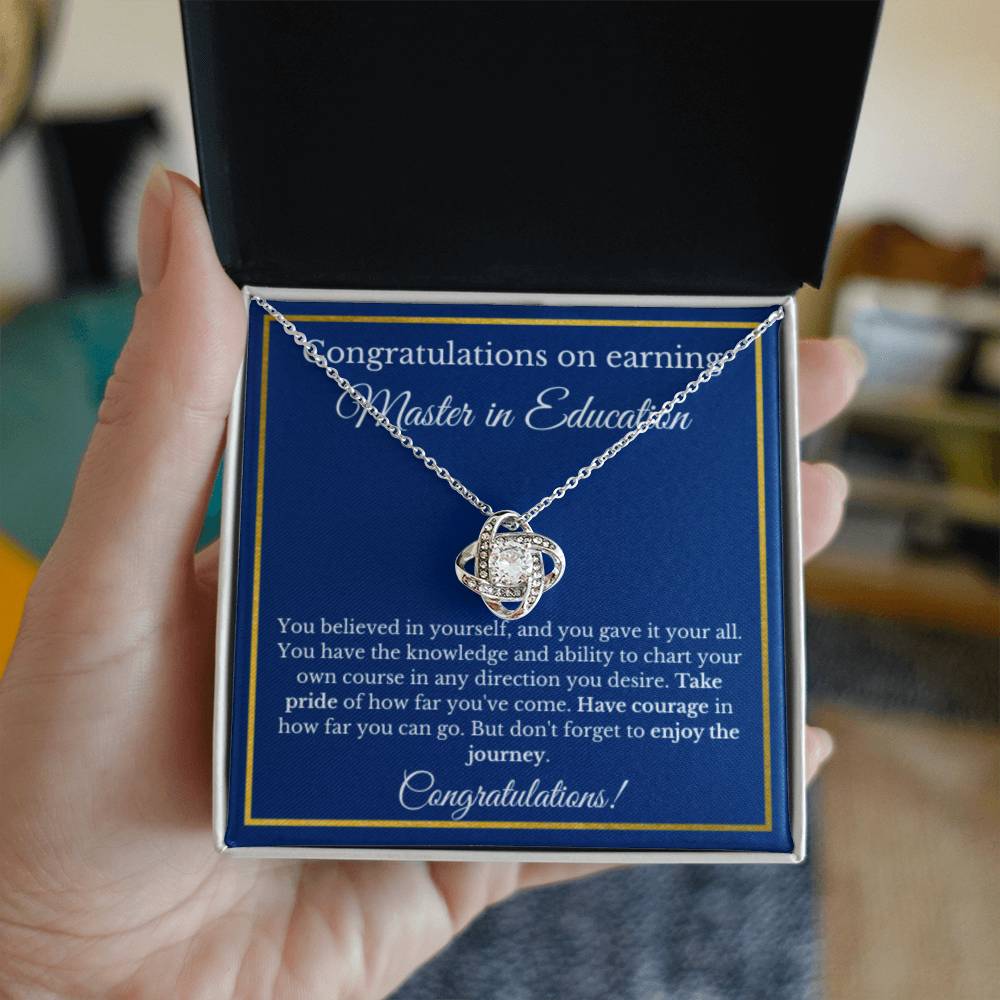 Congratulations on earning
Master in Education
You believed in yourself, and you gave it your all.
You have the knowledge and ability to chart your
own course in any direction you desire. Take
pride of how far you've come. Have courage in
how far you can go. But don't forget to enjoy the
journey.
Congratulations!